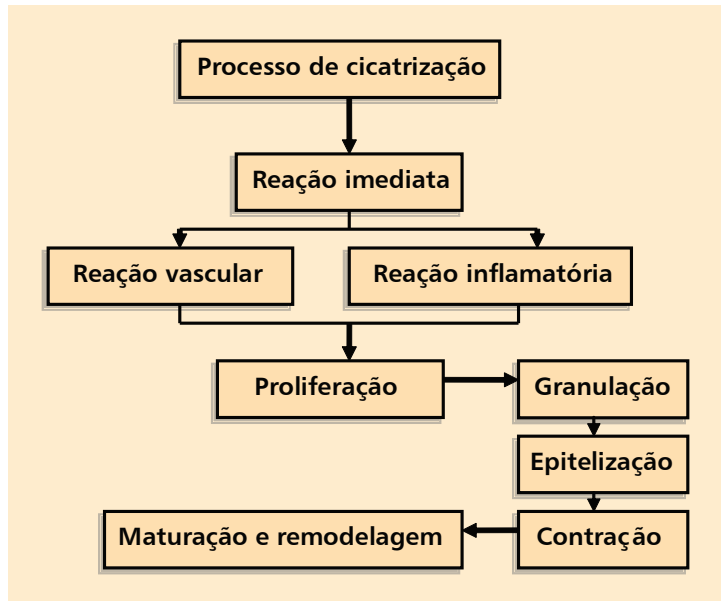 Processo de cicatrização
Reação imediata
Reação vascular
Reação inflamatória
Proliferação
Granulação
Epitelização
Contração
Maturação e remodelagem